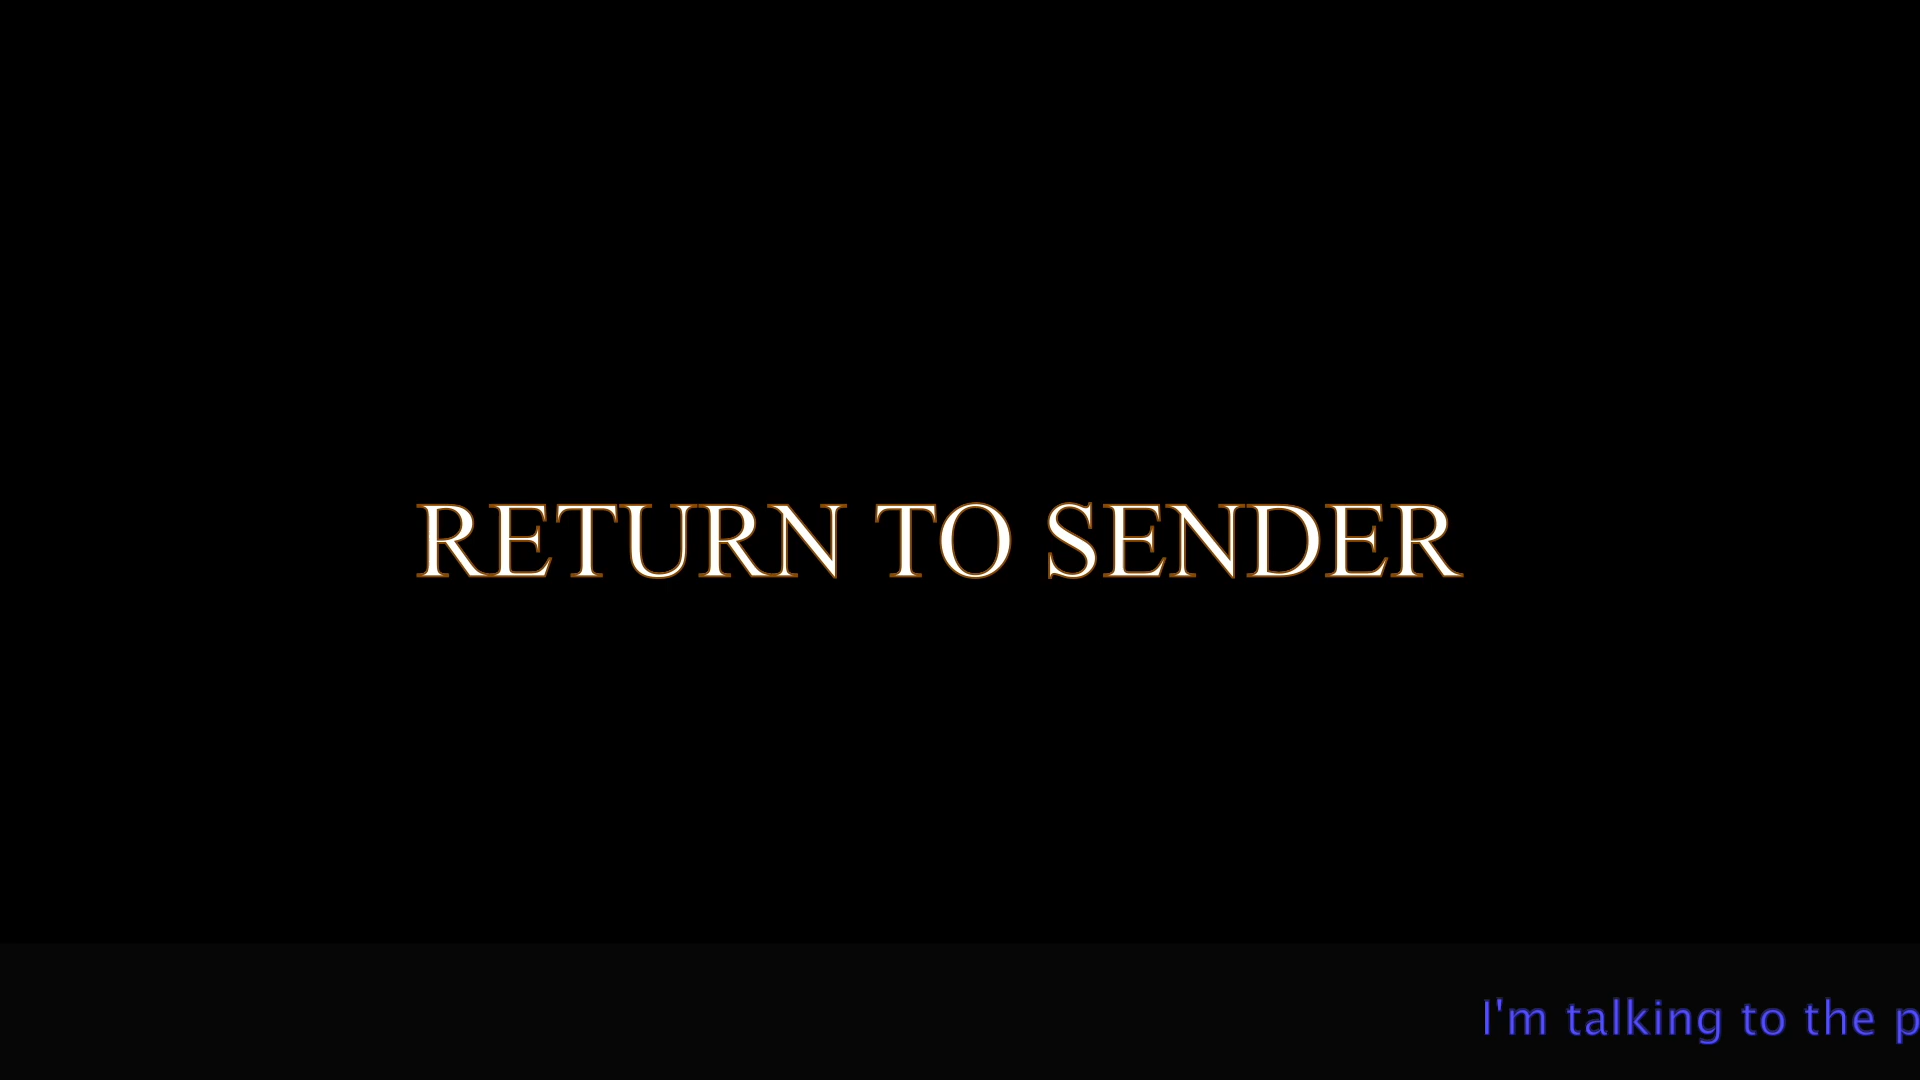 RETURN TO SENDER
I'm talking to the